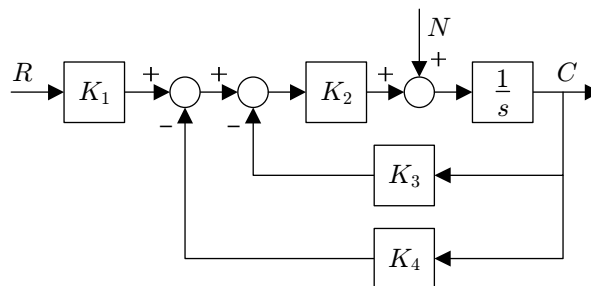 N
R K₁ + − + − K₂ + + 1/s C
K₃
K₄